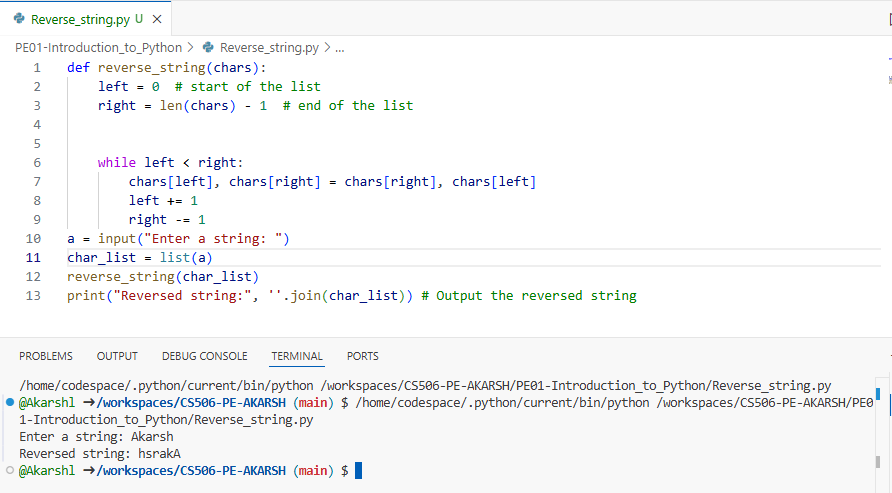 Reverse_string.py U ×
PE01-Introduction_to_Python > Reverse_string.py > ...
1 def reverse_string(chars):
2     left = 0  # start of the list
3     right = len(chars) - 1  # end of the list
4
5
6     while left < right:
7         chars[left], chars[right] = chars[right], chars[left]
8         left += 1
9         right -= 1
10 a = input("Enter a string: ")
11 char_list = list(a)
12 reverse_string(char_list)
13 print("Reversed string:", ''.join(char_list)) # Output the reversed string
PROBLEMS OUTPUT DEBUG CONSOLE TERMINAL PORTS
/home/codespace/.python/current/bin/python /workspaces/CS506-PE-AKARSH/PE01-Introduction_to_Python/Reverse_string.py
@Akarshl ➜/workspaces/CS506-PE-AKARSH (main) $ /home/codespace/.python/current/bin/python /workspaces/CS506-PE-AKARSH/PE0
1-Introduction_to_Python/Reverse_string.py
Enter a string: Akarsh
Reversed string: hsrakA
@Akarshl ➜/workspaces/CS506-PE-AKARSH (main) $